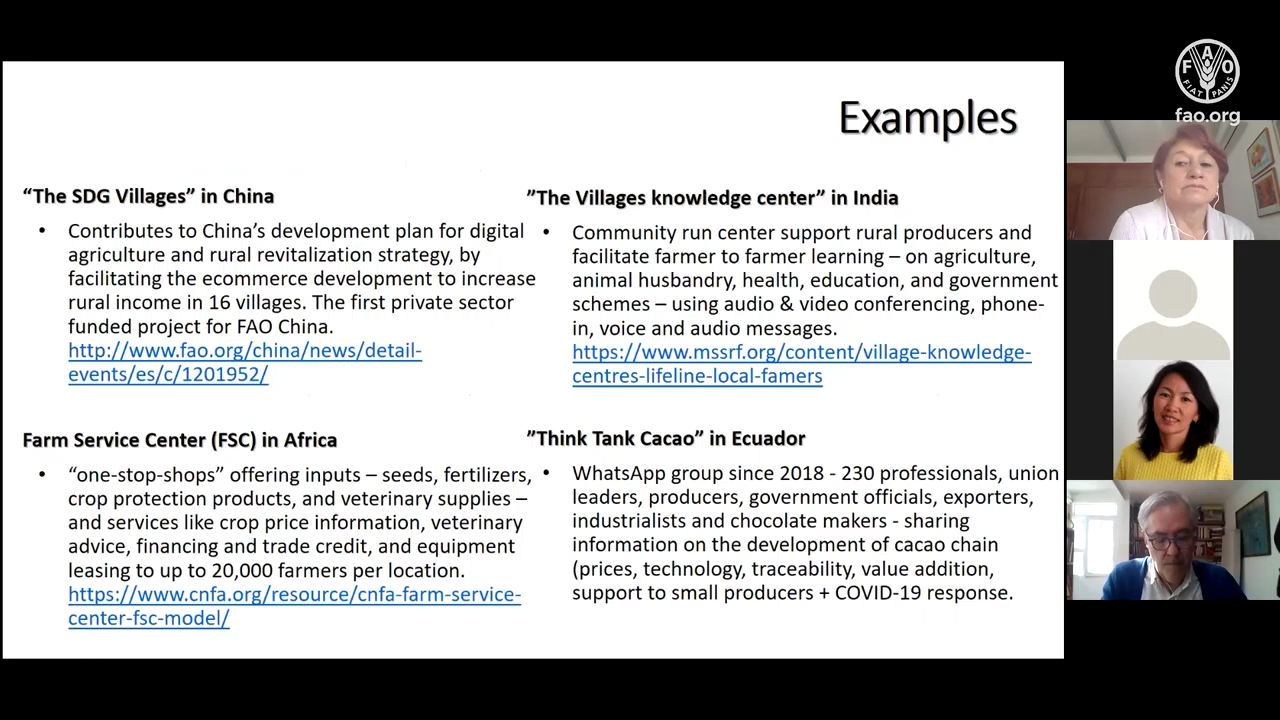 Examples
“The SDG Villages” in China
• Contributes to China’s development plan for digital
agriculture and rural revitalization strategy, by
facilitating the ecommerce development to increase
rural income in 16 villages. The first private sector
funded project for FAO China.
http://www.fao.org/china/news/detail-
events/es/c/1201952/
”The Villages knowledge center” in India
• Community run center support rural producers and
facilitate farmer to farmer learning – on agriculture,
animal husbandry, health, education, and government
schemes – using audio & video conferencing, phone-
in, voice and audio messages.
https://www.mssrf.org/content/village-knowledge-
centres-lifeline-local-famers
Farm Service Center (FSC) in Africa
• “one-stop-shops” offering inputs – seeds, fertilizers,
crop protection products, and veterinary supplies –
and services like crop price information, veterinary
advice, financing and trade credit, and equipment
leasing to up to 20,000 farmers per location.
https://www.cnfa.org/resource/cnfa-farm-service-
center-fsc-model/
”Think Tank Cacao” in Ecuador
• WhatsApp group since 2018 - 230 professionals, union
leaders, producers, government officials, exporters,
industrialists and chocolate makers - sharing
information on the development of cacao chain
(prices, technology, traceability, value addition,
support to small producers + COVID-19 response.
F A O
FIAT PANIS
fao.org